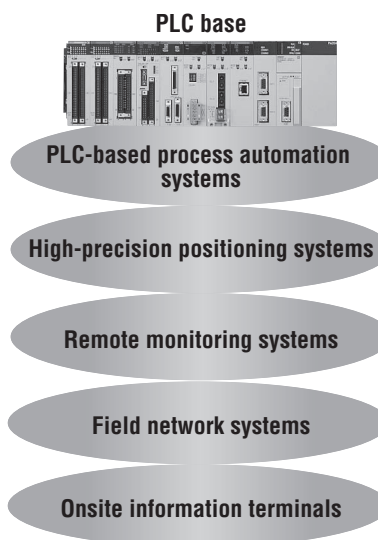 PLC base
PLC-based process automation
systems
High-precision positioning systems
Remote monitoring systems
Field network systems
Onsite information terminals